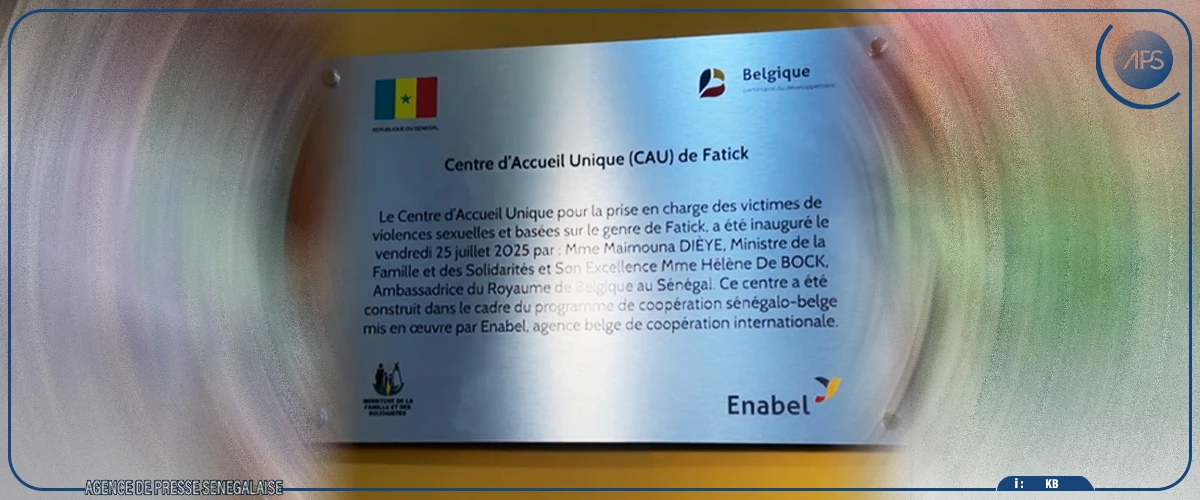 APS
Belgique
partenaire du développement
REPUBLIQUE DU SENEGAL
Centre d'Accueil Unique (CAU) de Fatick
Le Centre d'Accueil Unique pour la prise en charge des victimes de
violences sexuelles et basées sur le genre de Fatick, a été inauguré le
vendredi 25 juillet 2025 par : Mme Maimouna DIÈYE, Ministre de la
Famille et des Solidarités et Son Excellence Mme Hélène De BOCK,
Ambassadrice du Royaume de Belgique au Sénégal. Ce centre a été
construit dans le cadre du programme de coopération sénégalo-belge
mis en œuvre par Enabel, agence belge de coopération internationale.
MINISTERE DE LA
FAMILLE ET DES
SOLIDARITES
Enabel
AGENCE DE PRESSE SENEGALAISE
i : KB